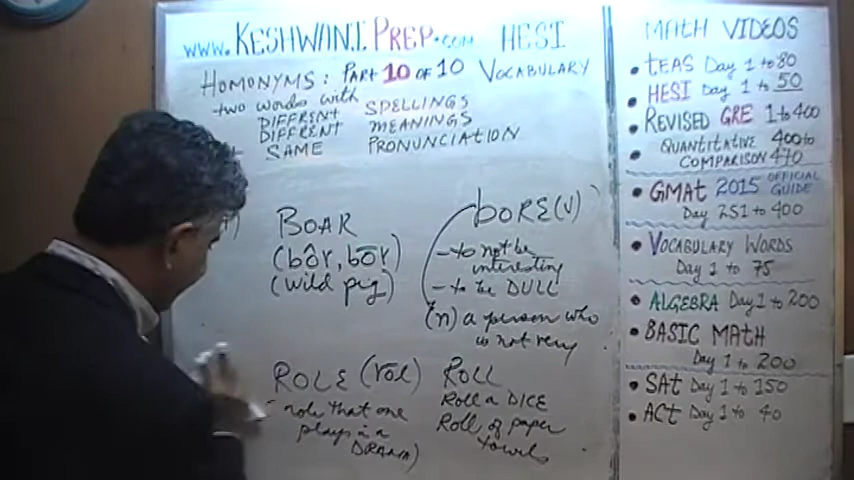 www.KESHWANIPREP.com HESI
HOMONYMS: PART 10 OF 10 VOCABULARY
two words with
DIFFRENT SPELLINGS
DIFFRENT MEANINGS
SAME PRONUNCIATION
BOAR
(bôr, bōr)
(wild pig)
bORE(v)
- to not be
interesting
- to be DULL
(n) a person who
is not very
ROLE (rōl)
- role that one
plays in a
DRAMA)
ROLL
ROLL a DICE
ROLL of paper
towels
MATH VIDEOS
• tEAS Day 1 to 80
• HESI Day 1 to 50
• REVISED GRE 1 to 400
• QUANTITATIVE 400 to
COMPARISON 470
• GMAt 2015 OFFICIAL GUIDE
Day 251 to 400
• VOCABULARY WORDS
Day 1 to 75
• ALGEBRA Day 1 to 200
• BASIC MATH
Day 1 to 200
• SAt Day 1 to 150
• ACt Day 1 to 40